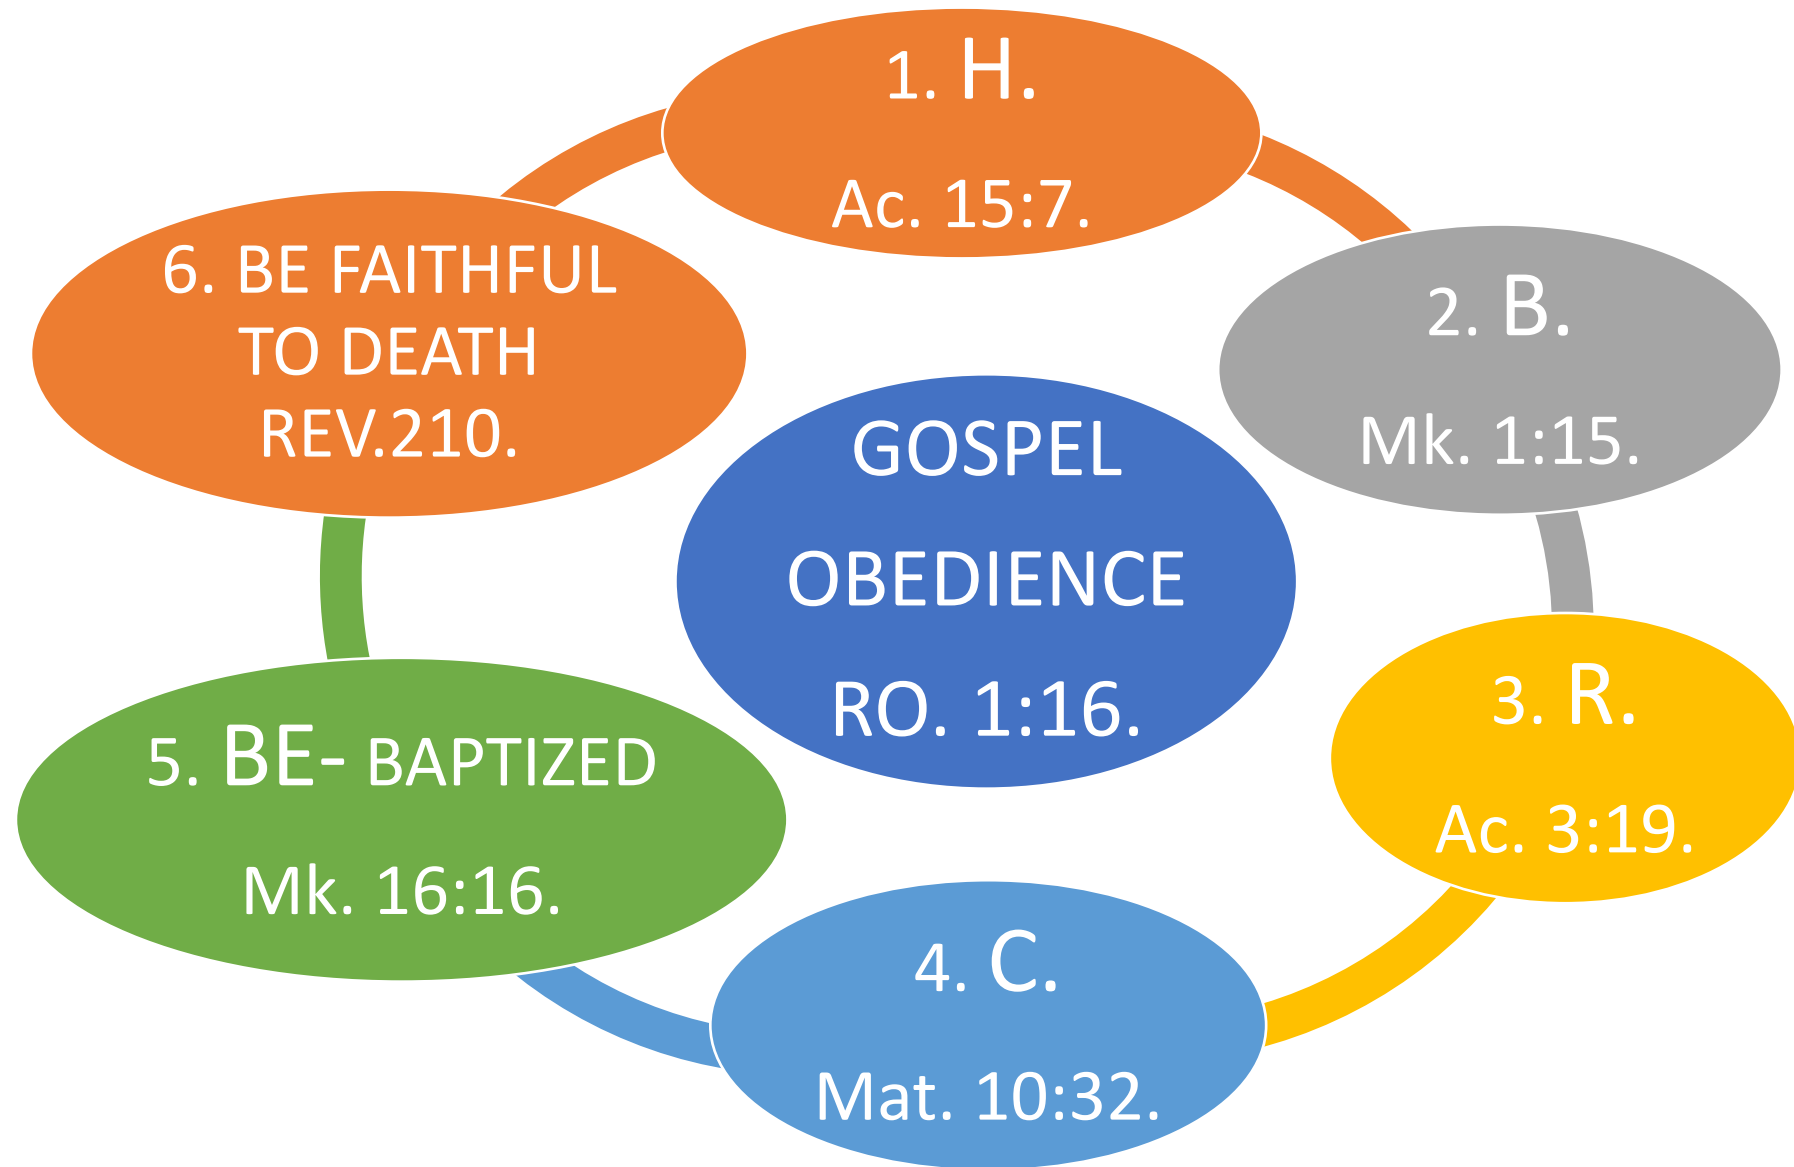 1. H.
Ac. 15:7.
2. B.
Mk. 1:15.
3. R.
Ac. 3:19.
4. C.
Mat. 10:32.
5. BE- BAPTIZED
Mk. 16:16.
6. BE FAITHFUL
TO DEATH
REV.210.
GOSPEL
OBEDIENCE
RO. 1:16.